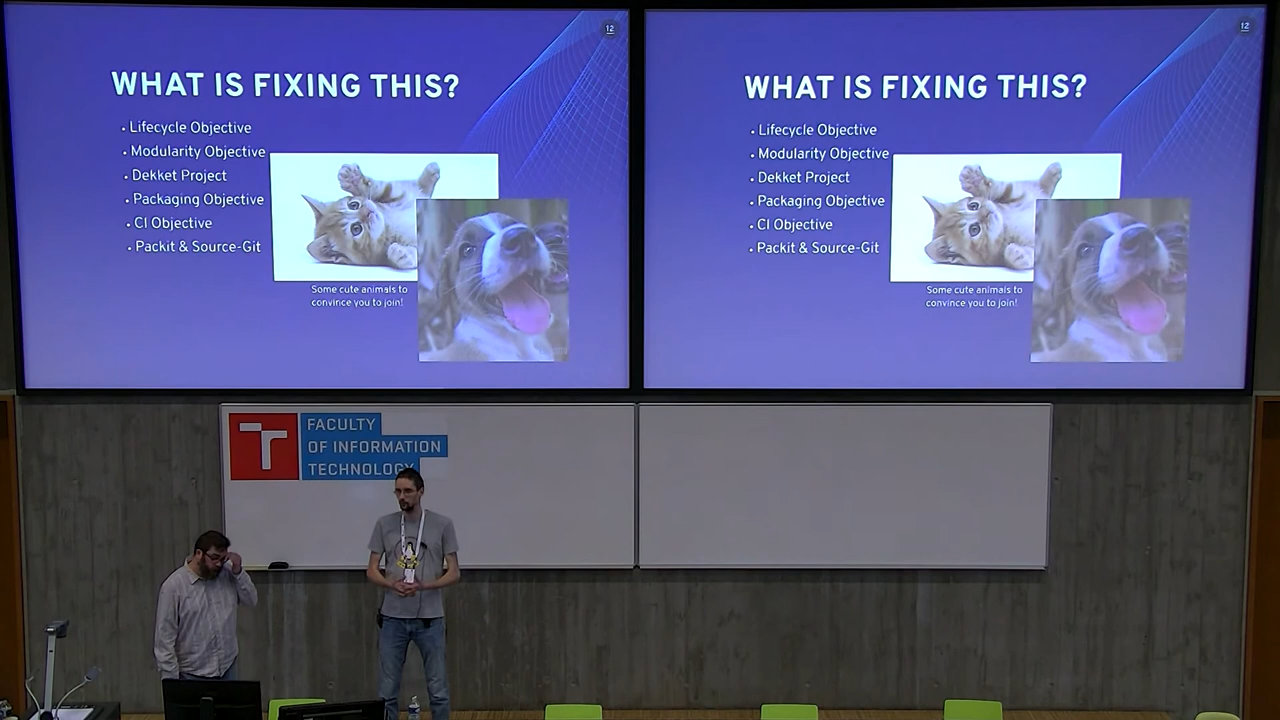 12
WHAT IS FIXING THIS?
• Lifecycle Objective
• Modularity Objective
• Dekket Project
• Packaging Objective
• CI Objective
• Packit & Source-Git
Some cute animals to
convince you to join!
12
WHAT IS FIXING THIS?
• Lifecycle Objective
• Modularity Objective
• Dekket Project
• Packaging Objective
• CI Objective
• Packit & Source-Git
Some cute animals to
convince you to join!
FACULTY
OF INFORMATION
TECHNOLOGY